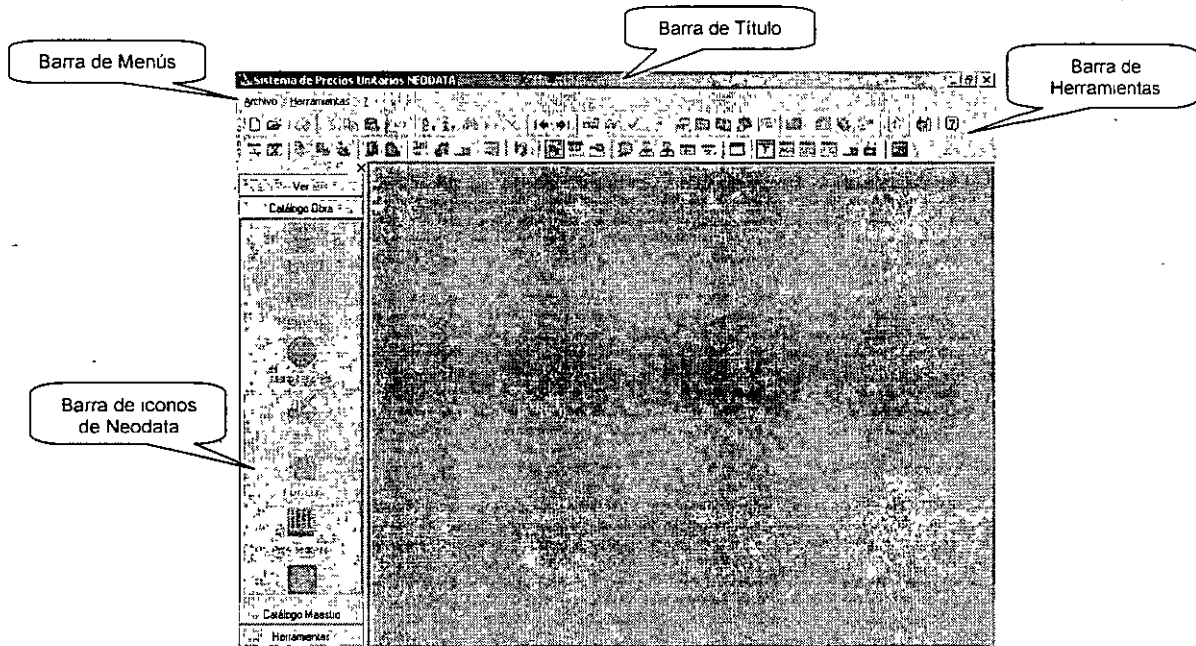 Barra de Título
Barra de Menús
Barra de
Herramientas
Sistema de Precios Unitarios NEODATA
Archivo Herramientas ?
Ver
Catálogo Obra
Barra de iconos
de Neodata
Catálogo Maestro
Herramientas